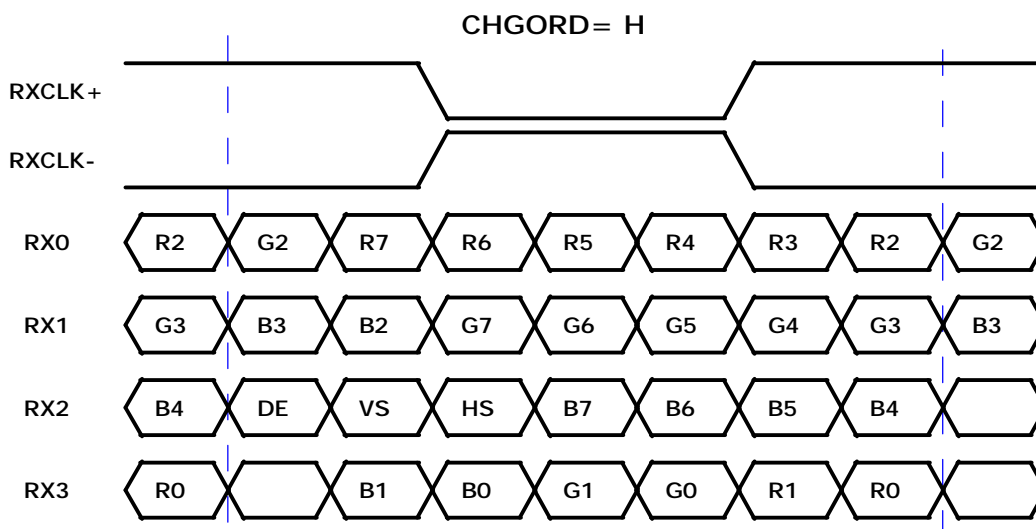 CHGORD= H
RXCLK+
RXCLK-
RX0 R2 G2 R7 R6 R5 R4 R3 R2 G2
RX1 G3 B3 B2 G7 G6 G5 G4 G3 B3
RX2 B4 DE VS HS B7 B6 B5 B4
RX3 R0 B1 B0 G1 G0 R1 R0